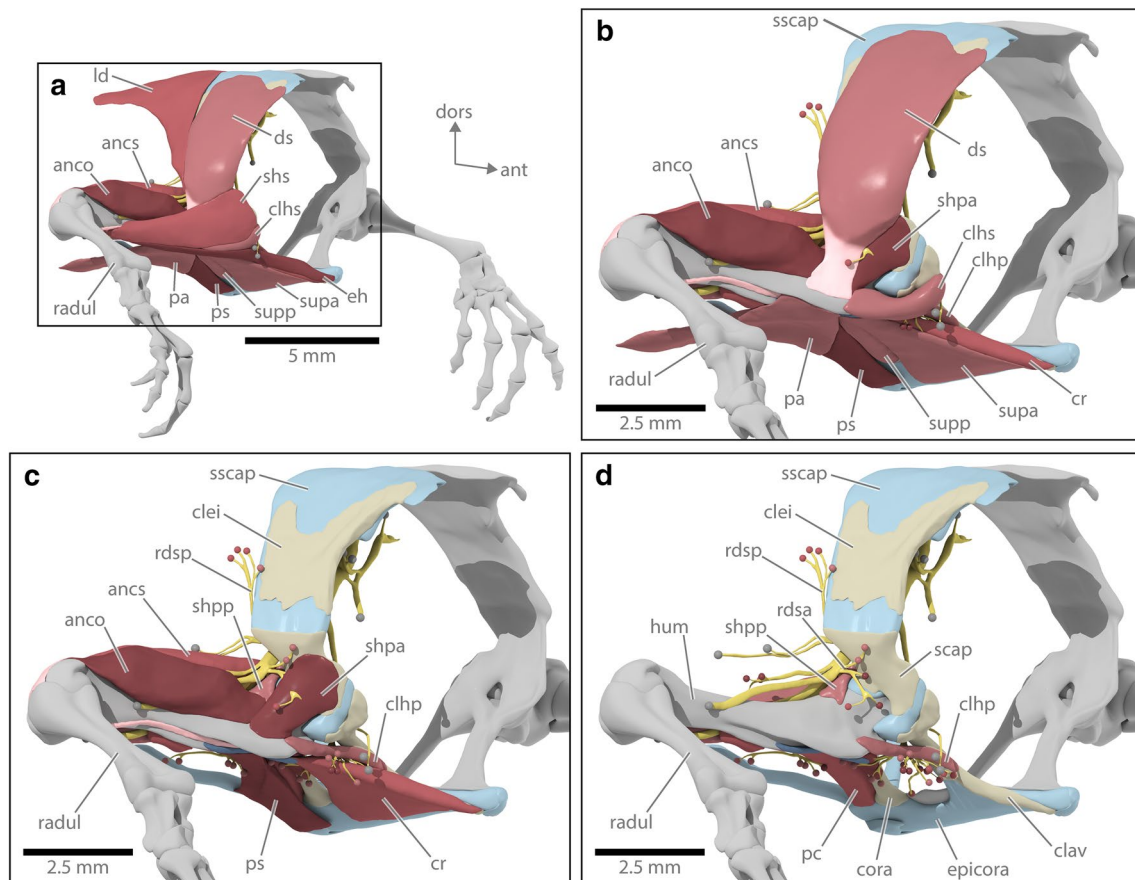 a
ld
ds
ancs
anco
shs
clhs
radul
pa
ps
supp
supa
eh
5 mm
dors
ant
b
sscap
ds
ancs
anco
shpa
clhs
clhp
radul
pa
ps
supp
supa
cr
2.5 mm
c
sscap
clei
rdsp
ancs
shpp
anco
shpa
clhp
radul
ps
cr
2.5 mm
d
sscap
clei
rdsp
rdsa
shpp
hum
scap
clhp
radul
pc
cora
epicora
clav
2.5 mm